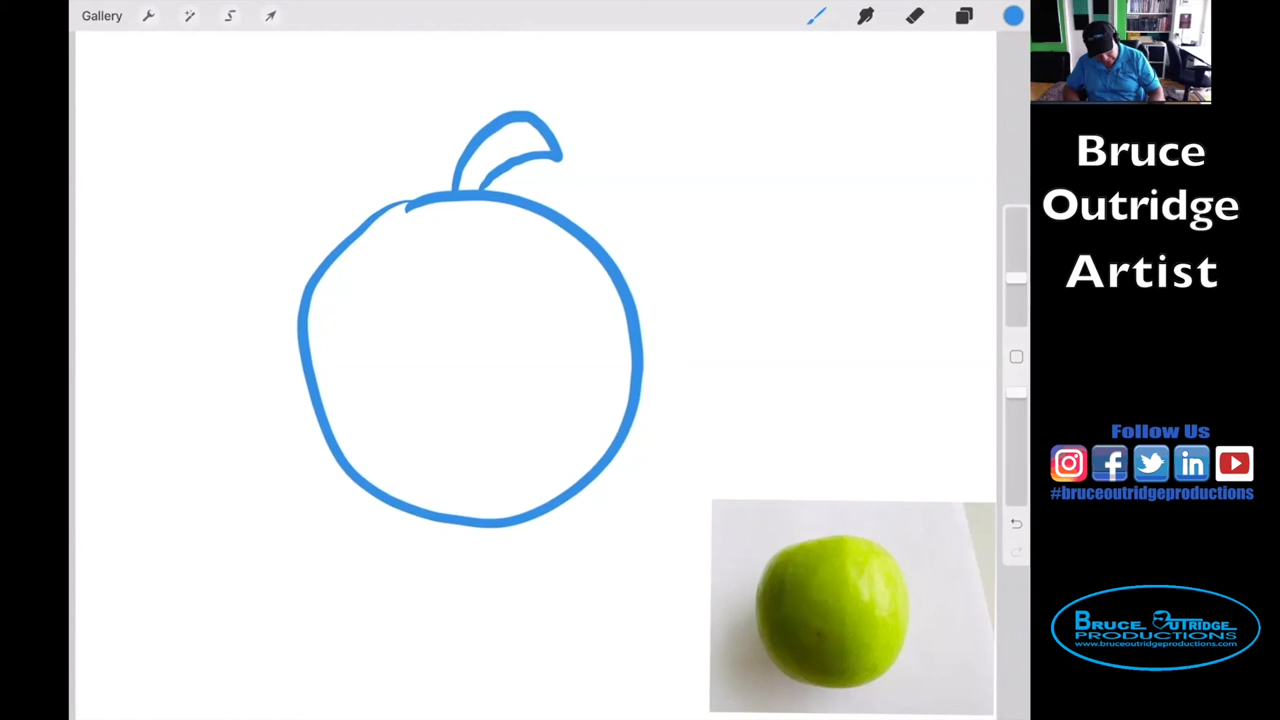 Gallery
Bruce
Outridge
Artist
Follow Us
#bruceoutridgeproductions
BRUCE OUTRIDGE
PRODUCTIONS
www.bruceoutridgeproductions.com